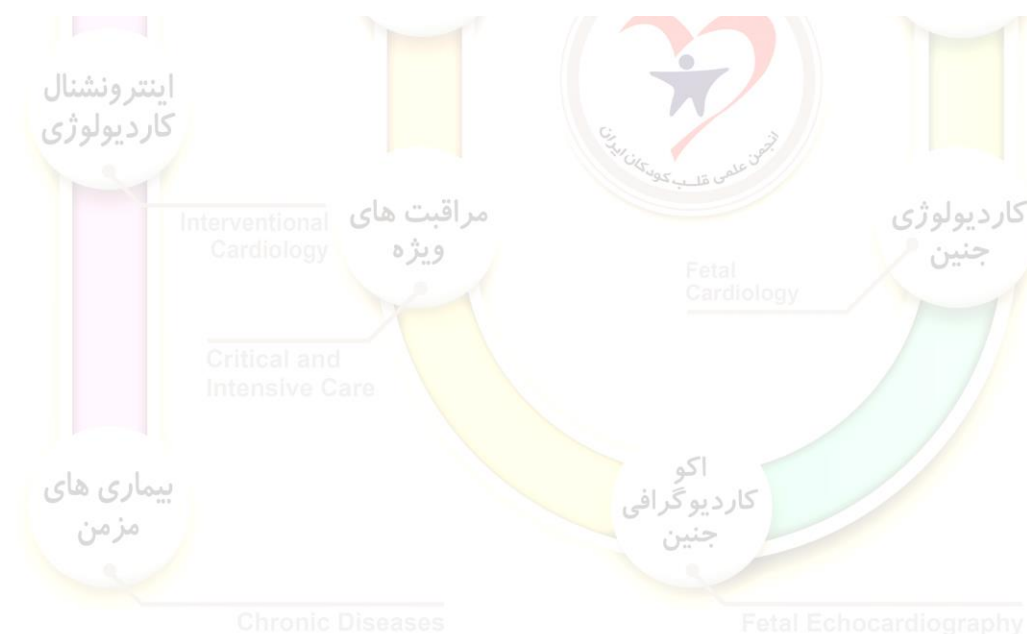 اینترونشنال
کاردیولوژی
Interventional
Cardiology
مراقبت های
ویژه
Critical and
Intensive Care
بیماری های
مزمن
Chronic Diseases
انجمن علمی قلب کودکان ایران
کاردیولوژی
جنین
Fetal
Cardiology
اکو
کاردیوگرافی
جنین
Fetal Echocardiography